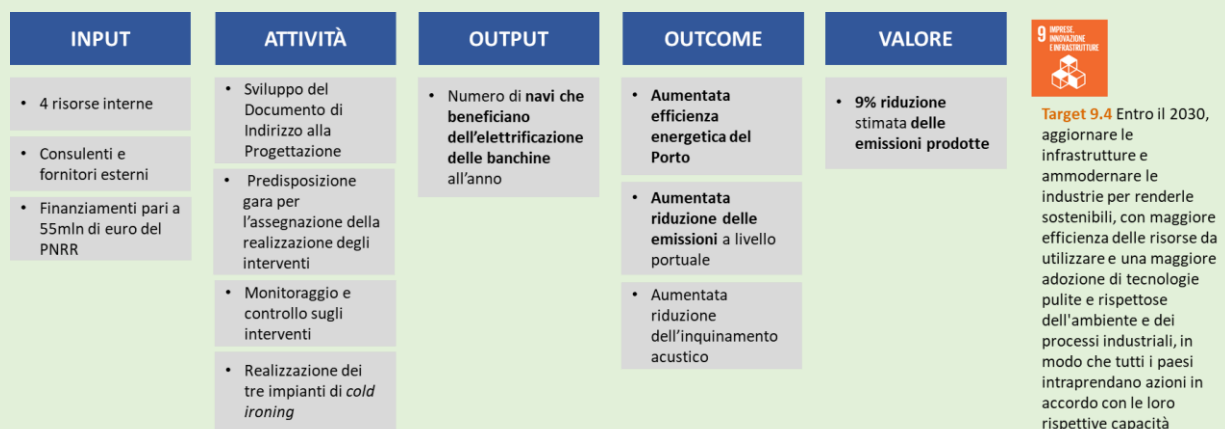 INPUT
• 4 risorse interne
• Consulenti e
fornitori esterni
• Finanziamenti pari a
55mln di euro del
PNRR
ATTIVITÀ
• Sviluppo del
Documento di
Indirizzo alla
Progettazione
• Predisposizione
gara per
l'assegnazione della
realizzazione degli
interventi
• Monitoraggio e
controllo sugli
interventi
• Realizzazione dei
tre impianti di cold
ironing
OUTPUT
• Numero di navi che
beneficiano
dell'elettrificazione
delle banchine
all'anno
OUTCOME
• Aumentata
efficienza
energetica del
Porto
• Aumentata
riduzione delle
emissioni a livello
portuale
• Aumentata
riduzione
dell'inquinamento
acustico
VALORE
• 9% riduzione
stimata delle
emissioni prodotte
9 IMPRESE,
INNOVAZIONE
E INFRASTRUTTURE
Target 9.4 Entro il 2030,
aggiornare le
infrastrutture e
ammodernare le
industrie per renderle
sostenibili, con maggiore
efficienza delle risorse da
utilizzare e una maggiore
adozione di tecnologie
pulite e rispettose
dell'ambiente e dei
processi industriali, in
modo che tutti i paesi
intraprendano azioni in
accordo con le loro
rispettive capacità